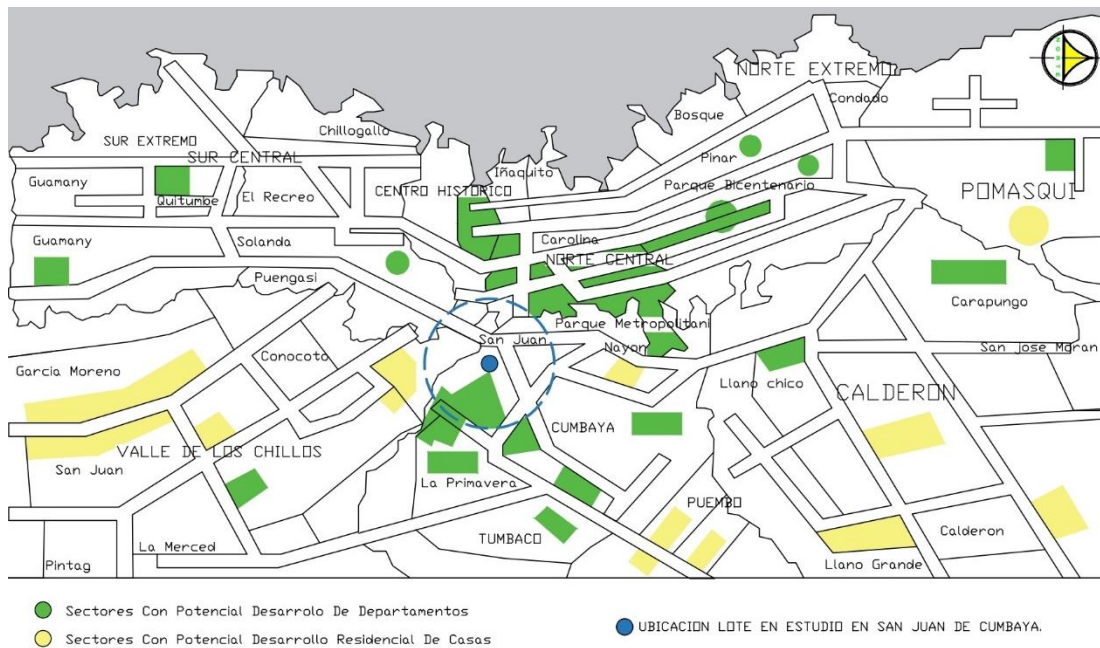 NORTE
NORTE EXTREMO
Condado
Bosque
Chillogallo
SUR EXTREMO
SUR CENTRAL
Pinar
Iñaquito
Guamany
Quitumbe
El Recreo
CENTRO HISTORICO
Parque Bicentenario
POMASQUI
Guamany
Solanda
Carolina
NORTE CENTRAL
Puengasi
Carapungo
Parque Metropolitani
San Juan
Nayon
San Jose Moran
Conocoto
Garcia Moreno
Llano chico
CALDERON
CUMBAYA
VALLE DE LOS CHILLOS
San Juan
La Primavera
PUEMBO
TUMBACO
Calderon
La Merced
Pintag
Llano Grande
Sectores Con Potencial Desarrolo De Departamentos
Sectores Con Potencial Desarrollo Residencial De Casas
UBICACION LOTE EN ESTUDIO EN SAN JUAN DE CUMBAYA.